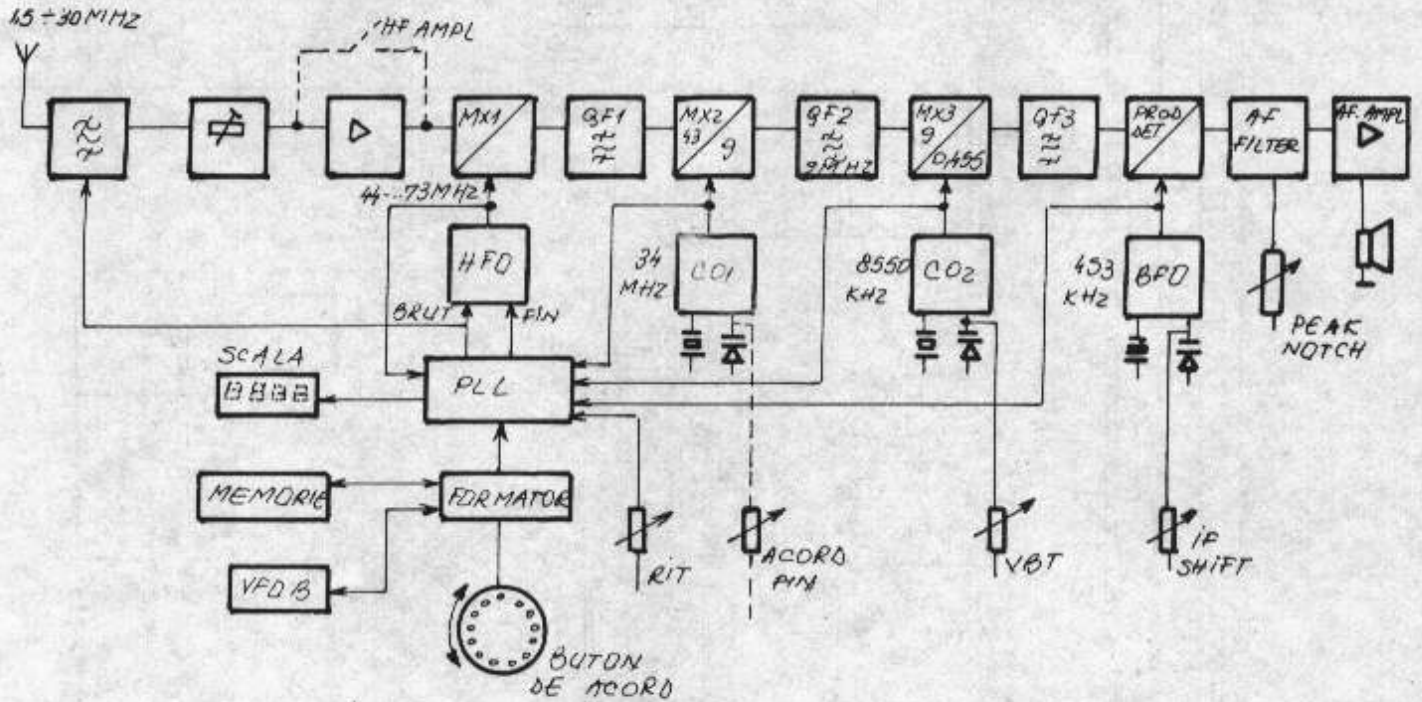 1,5 ÷ 30 MHZ
HF AMPL
MX1
QF1
MX2
43
9
QF2
9 MHZ
MX3
9
0,455
QF3
PROD
DET
AF
FILTER
AF. AMPL
44...73MHZ
HFO
34
MHZ
CO1
8550
KHZ
CO2
453
KHZ
BFO
BRUT
FIN
PEAK
NOTCH
SCALA
8888
PLL
MEMORIE
FORMATOR
VFO B
RIT
ACORD
FIN
VBT
IF
SHIFT
BUTON
DE ACORD